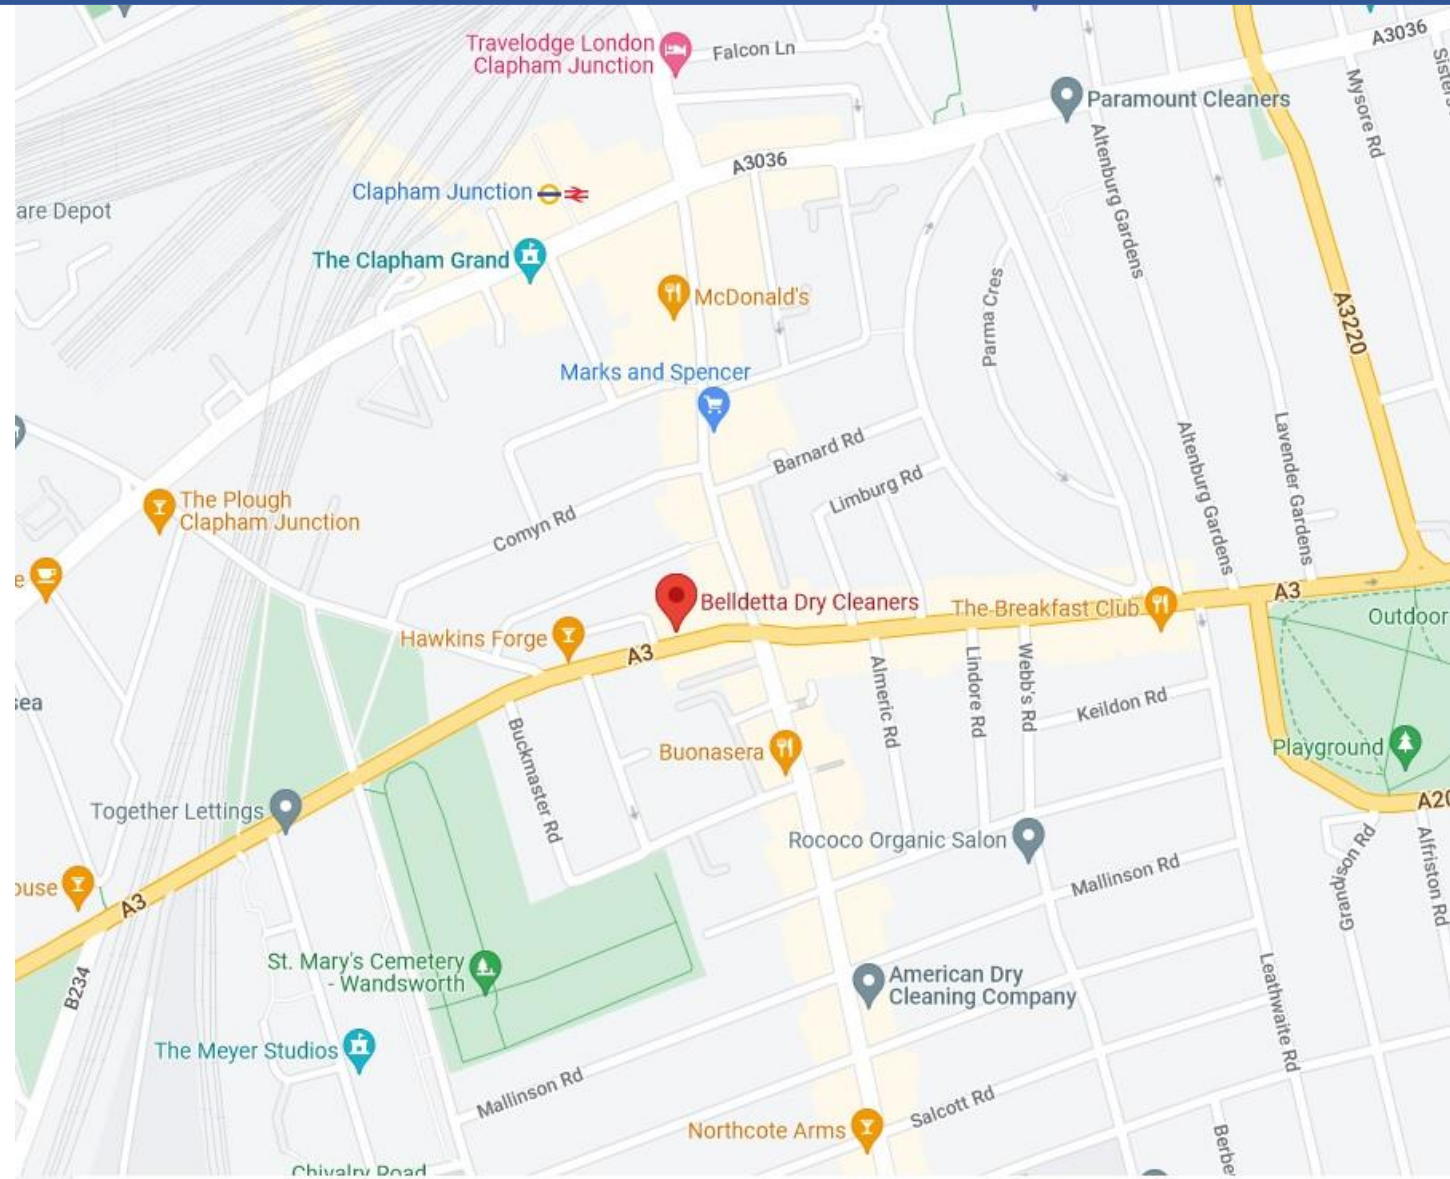 Travelodge London
Clapham Junction
Falcon Ln
A3036
Paramount Cleaners
Mysore Rd
A3036
Clapham Junction
are Depot
Altenburg Gardens
The Clapham Grand
McDonald's
Parma Cres
A3220
Marks and Spencer
Barnard Rd
Limburg Rd
Altenburg Gardens
Lavender Gardens
The Plough
Clapham Junction
Comyn Rd
e
Belldetta Dry Cleaners
The Breakfast Club
A3
Outdoor
Hawkins Forge
A3
sea
Almeric Rd
Lindore Rd
Webb's Rd
Keildon Rd
Buckmaster Rd
Buonasera
Playground
A20
Together Lettings
Rococo Organic Salon
Mallinson Rd
Grandison Rd
Alfriston Rd
ouse
A3
B234
St. Mary's Cemetery
- Wandsworth
American Dry
Cleaning Company
Leathwaite Rd
The Meyer Studios
Mallinson Rd
Salcott Rd
Northcote Arms
Berbe
Chivalry Road